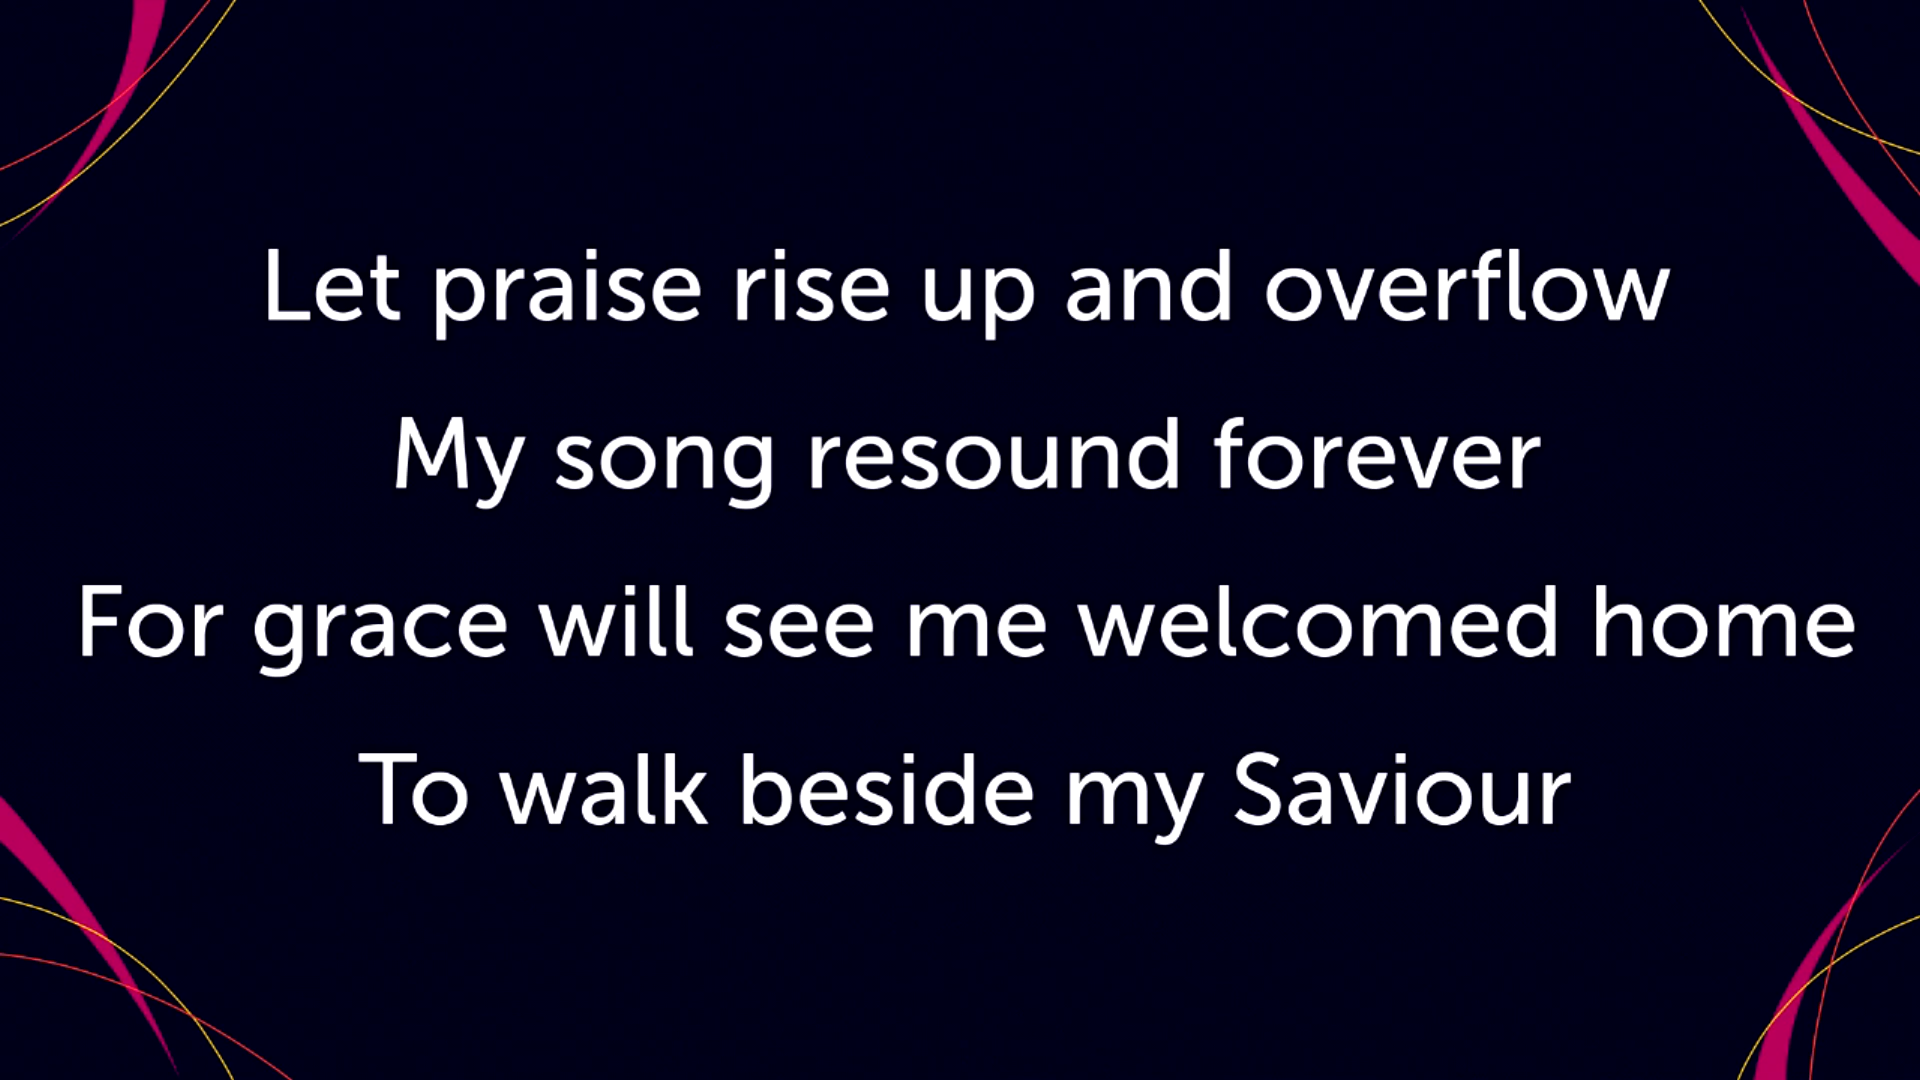 Let praise rise up and overflow
My song resound forever
For grace will see me welcomed home
To walk beside my Saviour